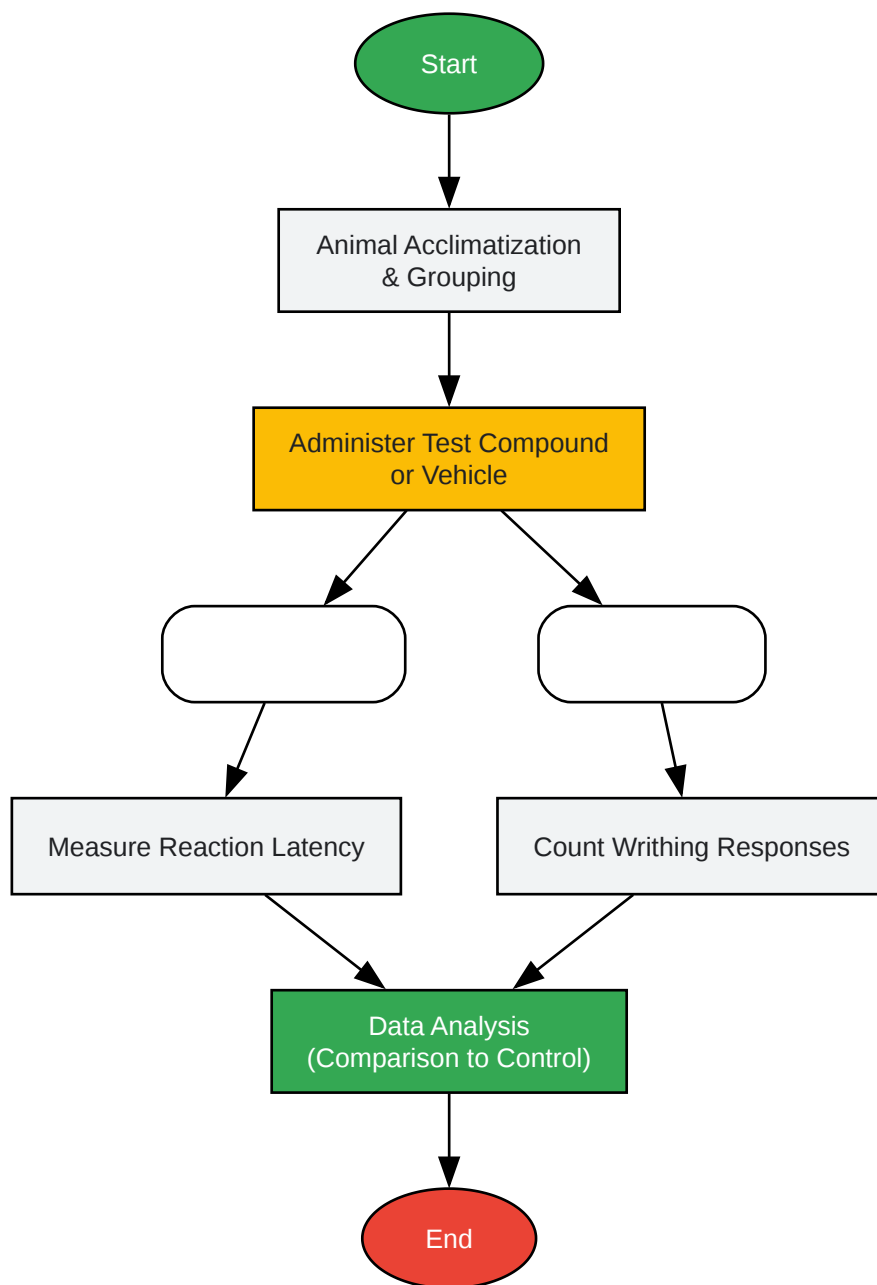 Start
Animal Acclimatization
& Grouping
Administer Test Compound
or Vehicle
Measure Reaction Latency
Count Writhing Responses
Data Analysis
(Comparison to Control)
End